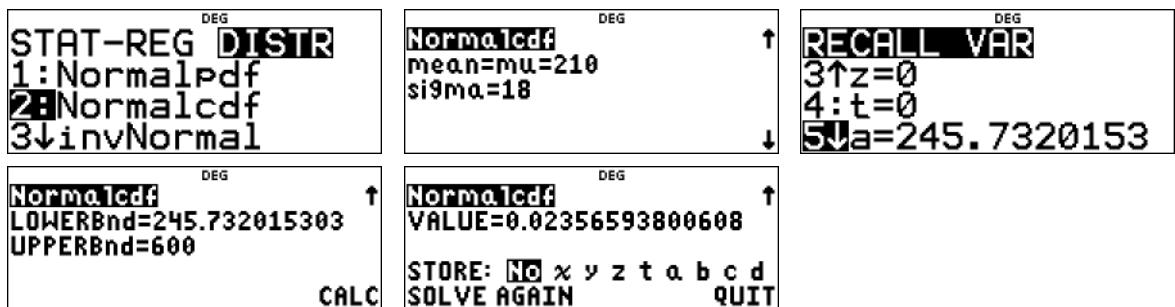 DEG
STAT-REG DISTR
1:Normalpdf
2:Normalcdf
3↓invNormal
DEG
Normalcdf ↑
mean=mu=210
sigma=18
↓
DEG
RECALL VAR
3↑z=0
4:t=0
5↓a=245.7320153
DEG
Normalcdf ↑
LOWERBnd=245.732015303
UPPERBnd=600
CALC
DEG
Normalcdf ↑
VALUE=0.02356593800608
STORE: No x y z t a b c d
SOLVE AGAIN QUIT